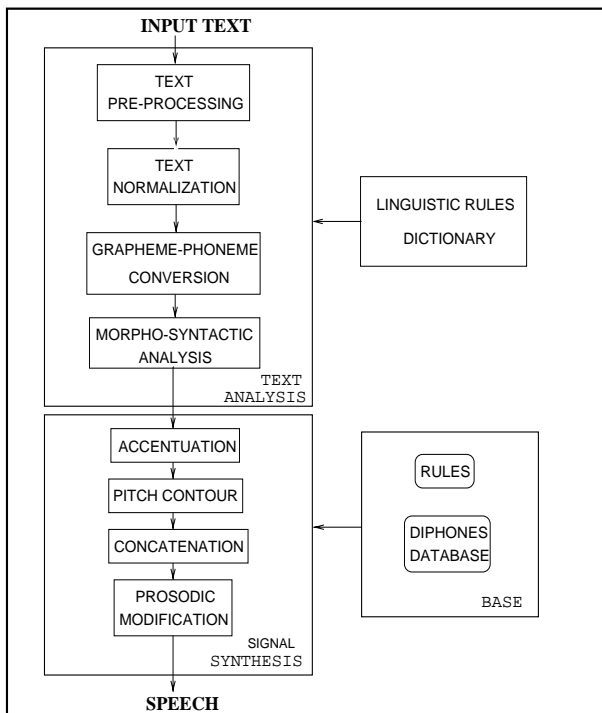 INPUT TEXT
TEXT
PRE-PROCESSING
TEXT
NORMALIZATION
GRAPHEME-PHONEME
CONVERSION
MORPHO-SYNTACTIC
ANALYSIS
TEXT
ANALYSIS
LINGUISTIC RULES
DICTIONARY
ACCENTUATION
PITCH CONTOUR
CONCATENATION
PROSODIC
MODIFICATION
SIGNAL
SYNTHESIS
RULES
DIPHONES
DATABASE
BASE
SPEECH